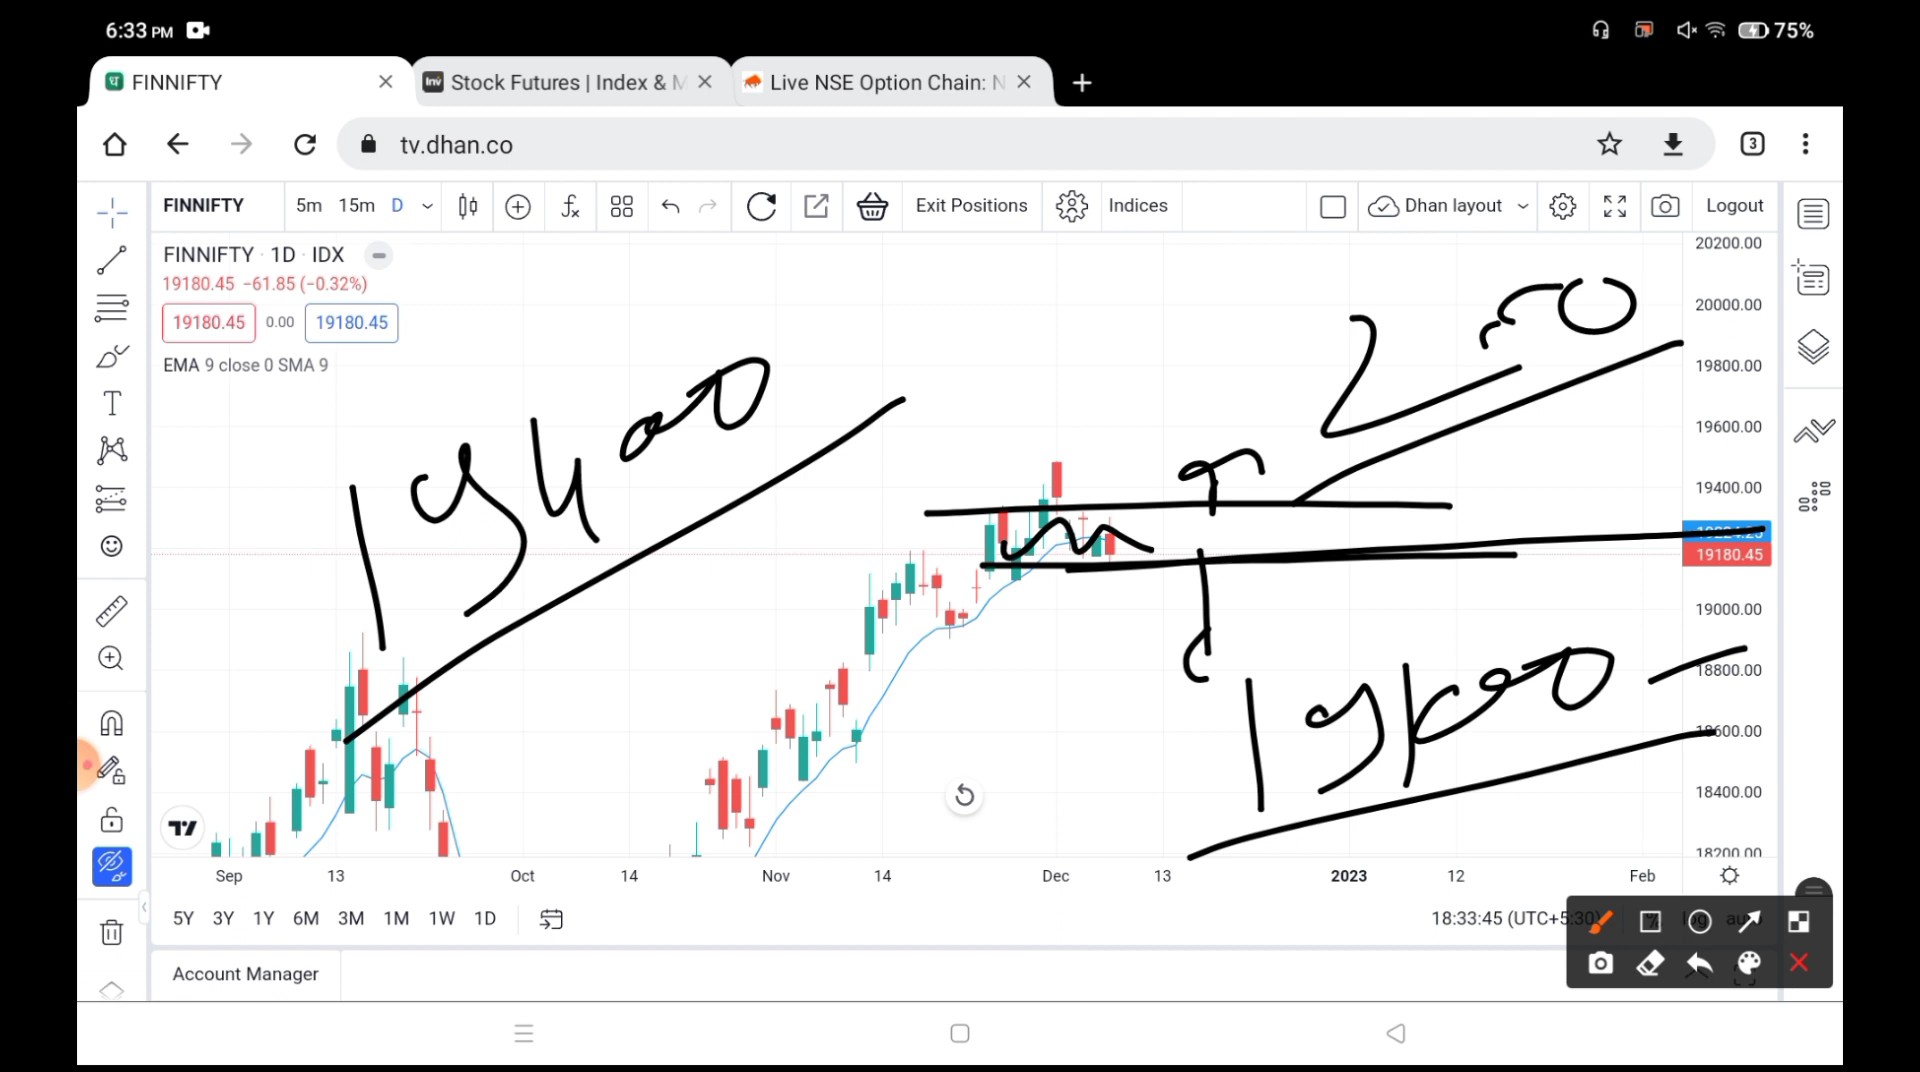 6:33 PM 75%
FINNIFTY Stock Futures | Index & M Live NSE Option Chain: N
tv.dhan.co 3
FINNIFTY 5m 15m D fx Exit Positions Indices Dhan layout Logout
FINNIFTY · 1D · IDX
19180.45 −61.85 (−0.32%)
19180.45 0.00 19180.45
EMA 9 close 0 SMA 9
20200.00
20000.00
19800.00
19600.00
19400.00
19180.45
19000.00
18800.00
18600.00
18400.00
18200.00
19400
Sep 13 Oct 14 Nov 14 Dec 13 2023 12 Feb
5Y 3Y 1Y 6M 3M 1M 1W 1D 18:33:45 (UTC+5:30)
Account Manager